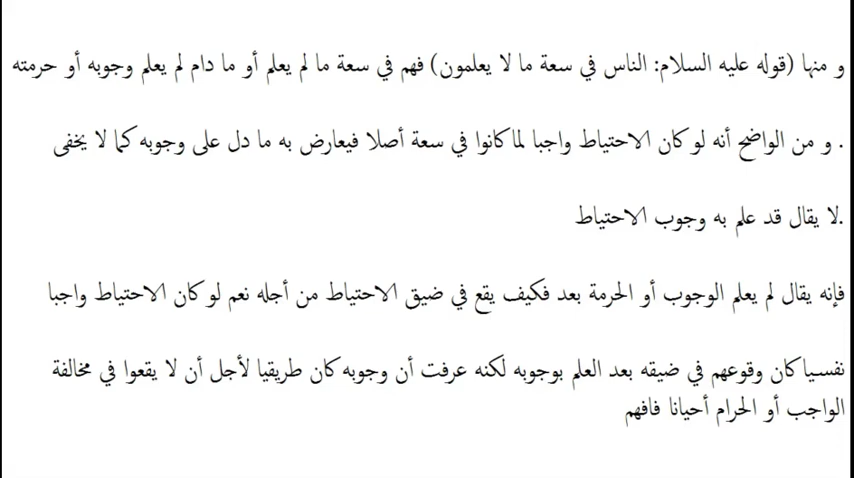 و منها (قوله عليه السلام: الناس في سعة ما لا يعلمون) فهم في سعة ما لم يعلم أو ما دام لم يعلم وجوبه أو حرمته
. و من الواضح أنه لو كان الاحتياط واجبا لما كانوا في سعة أصلا فيعارض به ما دل على وجوبه كما لا يخفى
.لا يقال قد علم به وجوب الاحتياط
فإنه يقال لم يعلم الوجوب أو الحرمة بعد فكيف يقع في ضيق الاحتياط من أجله نعم لو كان الاحتياط واجبا
نفسيا كان وقوعهم في ضيقه بعد العلم بوجوبه لكنه عرفت أن وجوبه كان طريقيا لأجل أن لا يقعوا في مخالفة
الواجب أو الحرام أحيانا فافهم